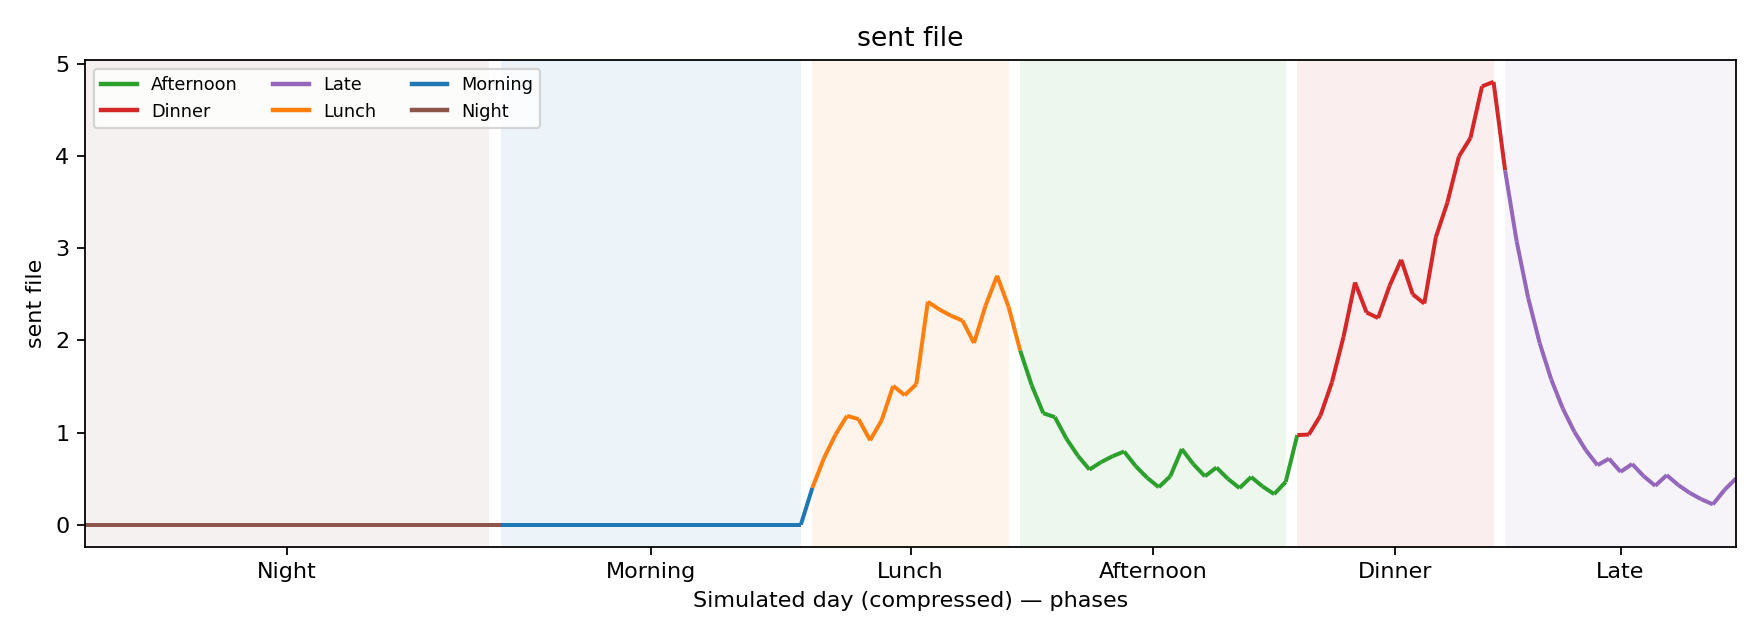 sent file
5
4
3
2
1
0
sent file
Afternoon Late Morning
Dinner Lunch Night
Night Morning Lunch Afternoon Dinner Late
Simulated day (compressed) — phases